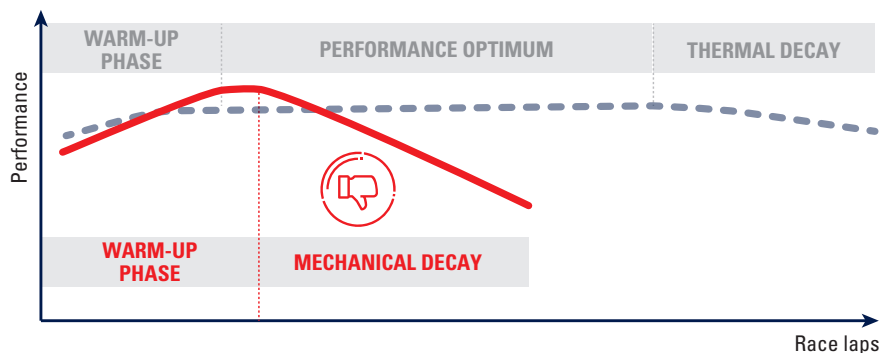 WARM-UP
PHASE
PERFORMANCE OPTIMUM
THERMAL DECAY
Performance
WARM-UP
PHASE
MECHANICAL DECAY
Race laps